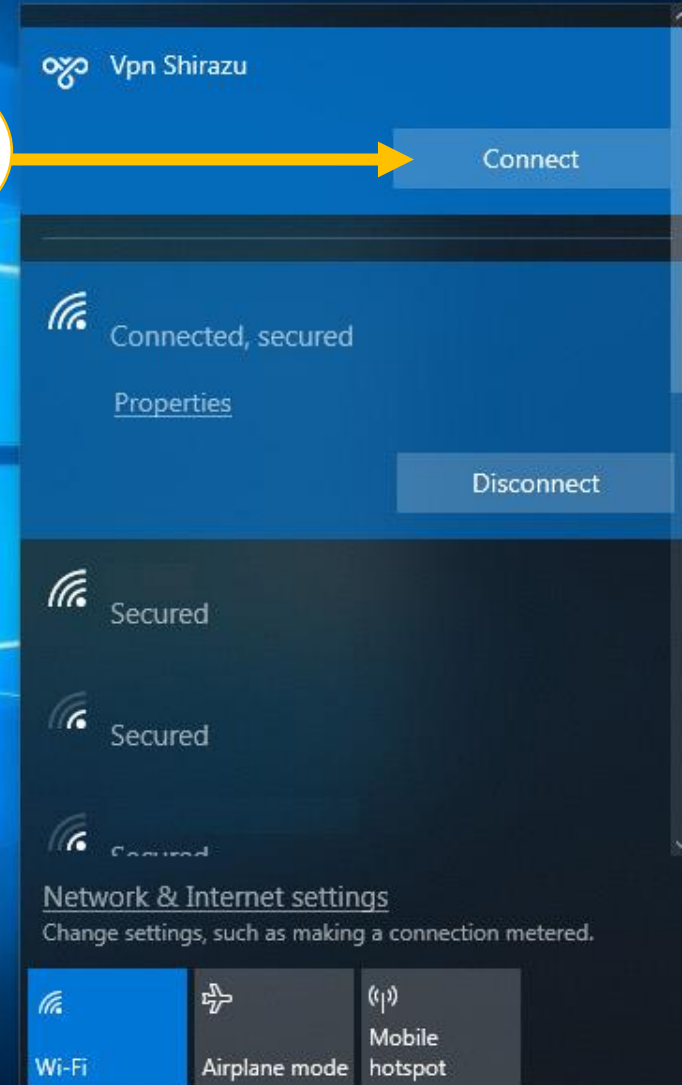 Vpn Shirazu
Connect
Connected, secured
Properties
Disconnect
Secured
Secured
Secured
Network & Internet settings
Change settings, such as making a connection metered.
Wi-Fi
Airplane mode
Mobile
hotspot